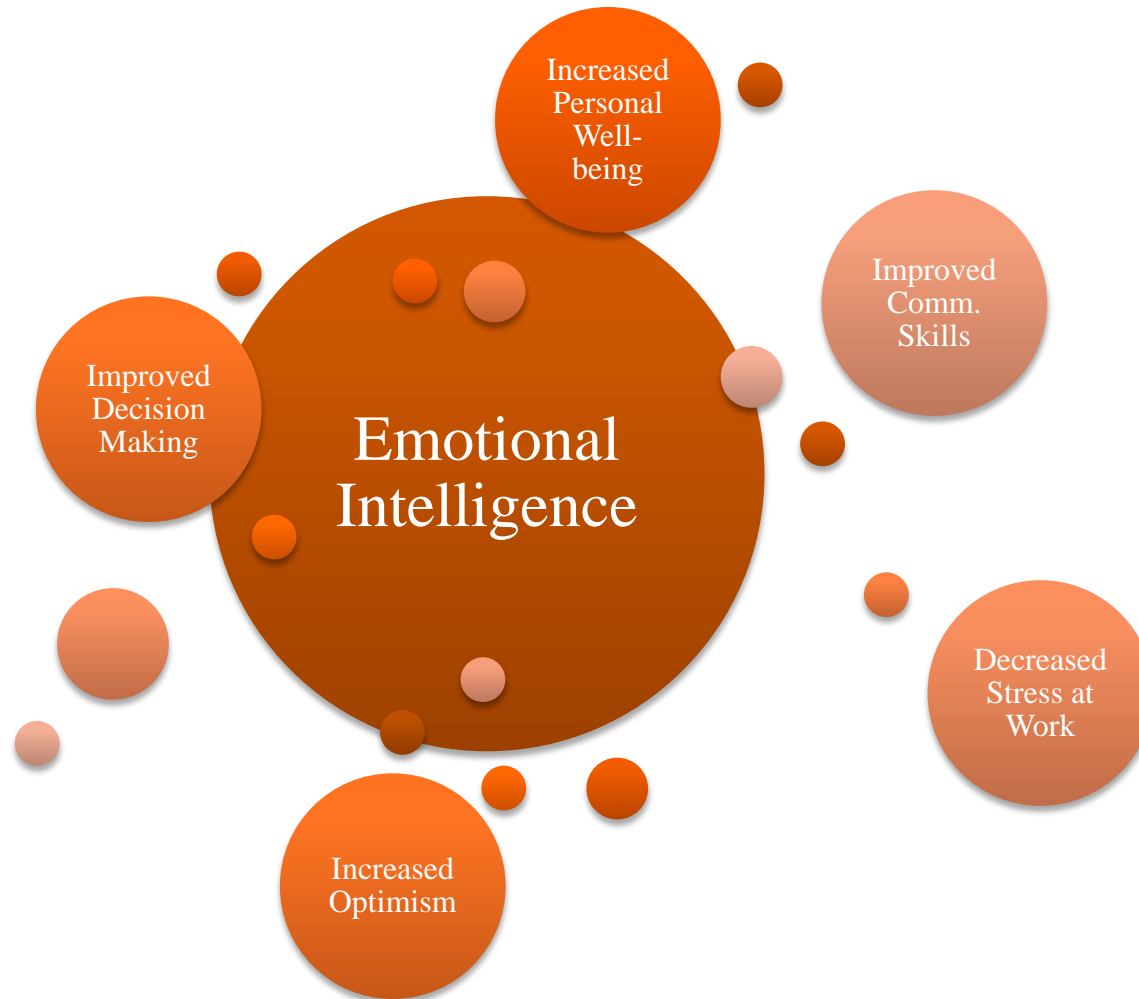 Increased
Personal
Well-
being
Improved
Comm.
Skills
Improved
Decision
Making
Emotional
Intelligence
Decreased
Stress at
Work
Increased
Optimism